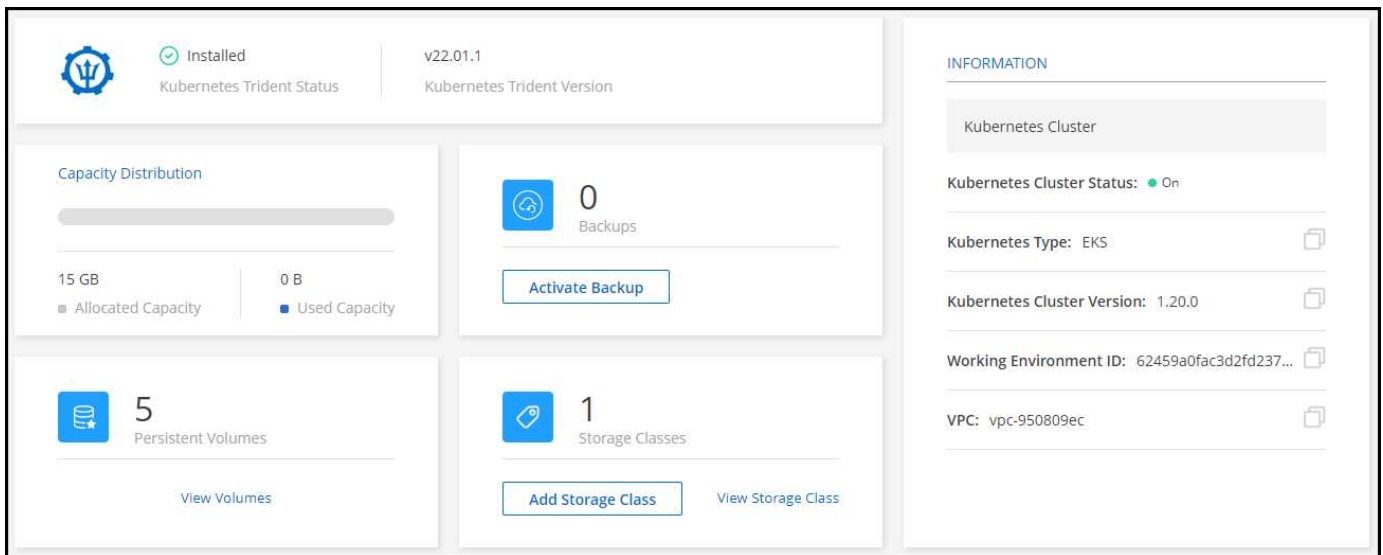 Installed
Kubernetes Trident Status
v22.01.1
Kubernetes Trident Version
Capacity Distribution
15 GB
Allocated Capacity
0 B
Used Capacity
0
Backups
Activate Backup
5
Persistent Volumes
View Volumes
1
Storage Classes
Add Storage Class
View Storage Class
INFORMATION
Kubernetes Cluster
Kubernetes Cluster Status: On
Kubernetes Type: EKS
Kubernetes Cluster Version: 1.20.0
Working Environment ID: 62459a0fac3d2fd237...
VPC: vpc-950809ec